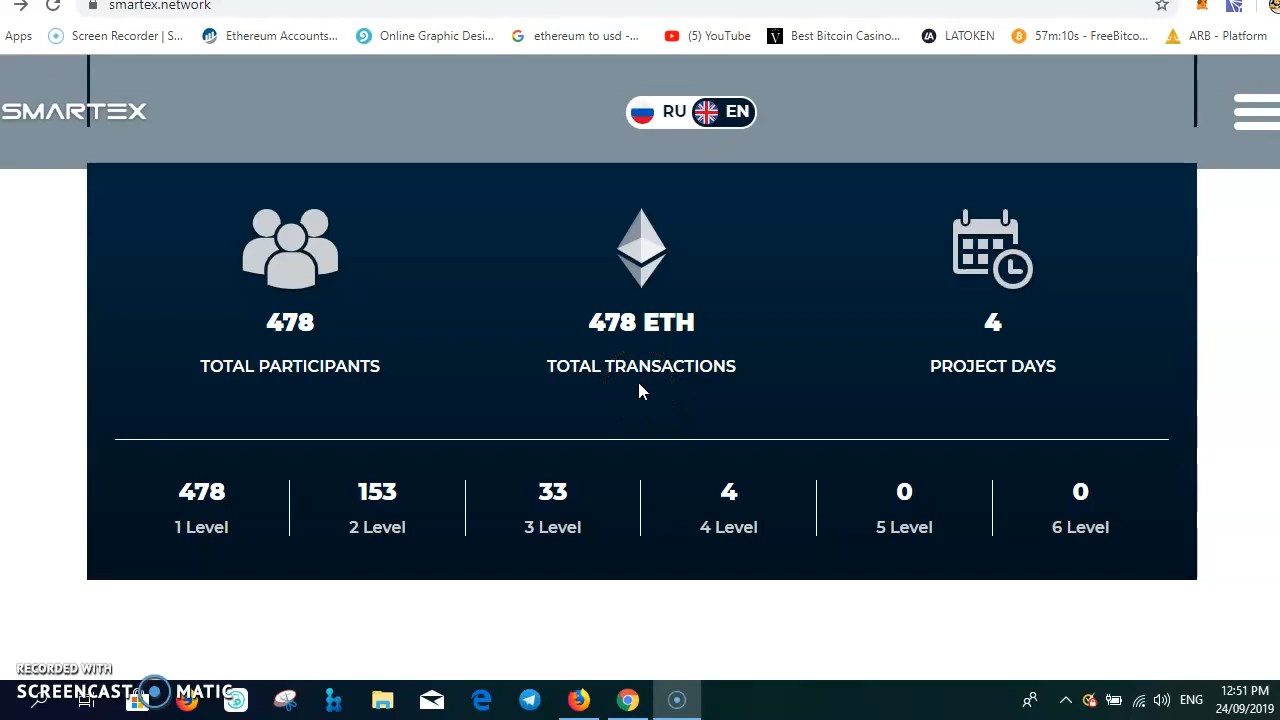 smartex.network
Apps Screen Recorder | S... Ethereum Accounts... Online Graphic Desi... ethereum to usd -... (5) YouTube Best Bitcoin Casino... LATOKEN 57m:10s - FreeBitco... ARB - Platform
SMARTEX RU EN
478 478 ETH 4
TOTAL PARTICIPANTS TOTAL TRANSACTIONS PROJECT DAYS
478 153 33 4 0 0
1 Level 2 Level 3 Level 4 Level 5 Level 6 Level
RECORDED WITH
SCREENCAST MATIC
ENG
12:51 PM
24/09/2019